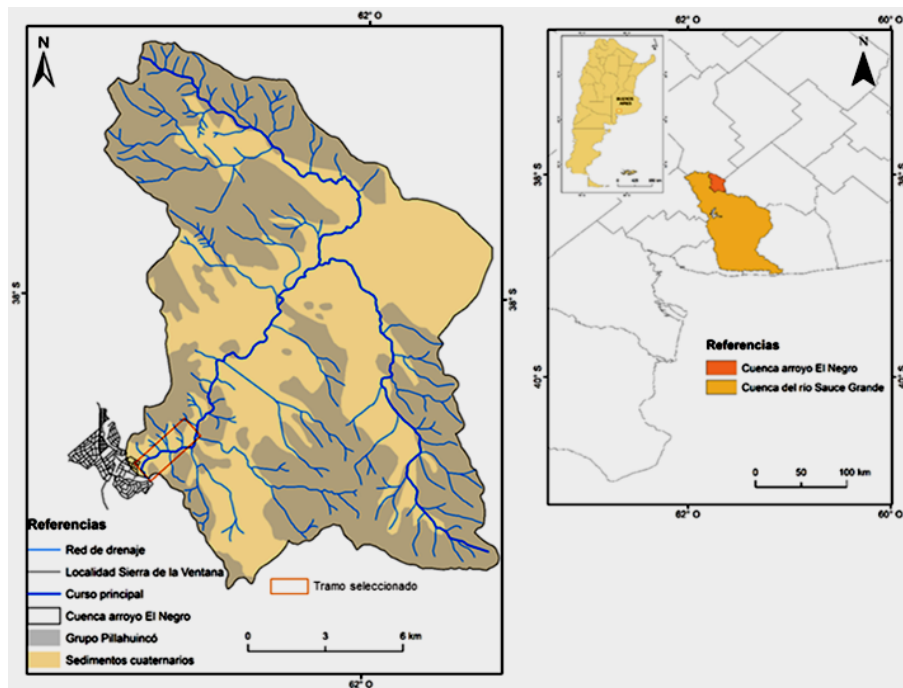 62° O
N
38° S
38° S
Referencias
Red de drenaje
Localidad Sierra de la Ventana
Curso principal
Cuenca arroyo El Negro
Grupo Pillahuincó
Sedimentos cuaternarios
Tramo seleccionado
0 3 6 km
62° O
62° O
60° O
N
BUENOS
AIRES
38° S
38° S
Referencias
Cuenca arroyo El Negro
Cuenca del río Sauce Grande
40° S
40° S
0 50 100 km
62° O
60° O